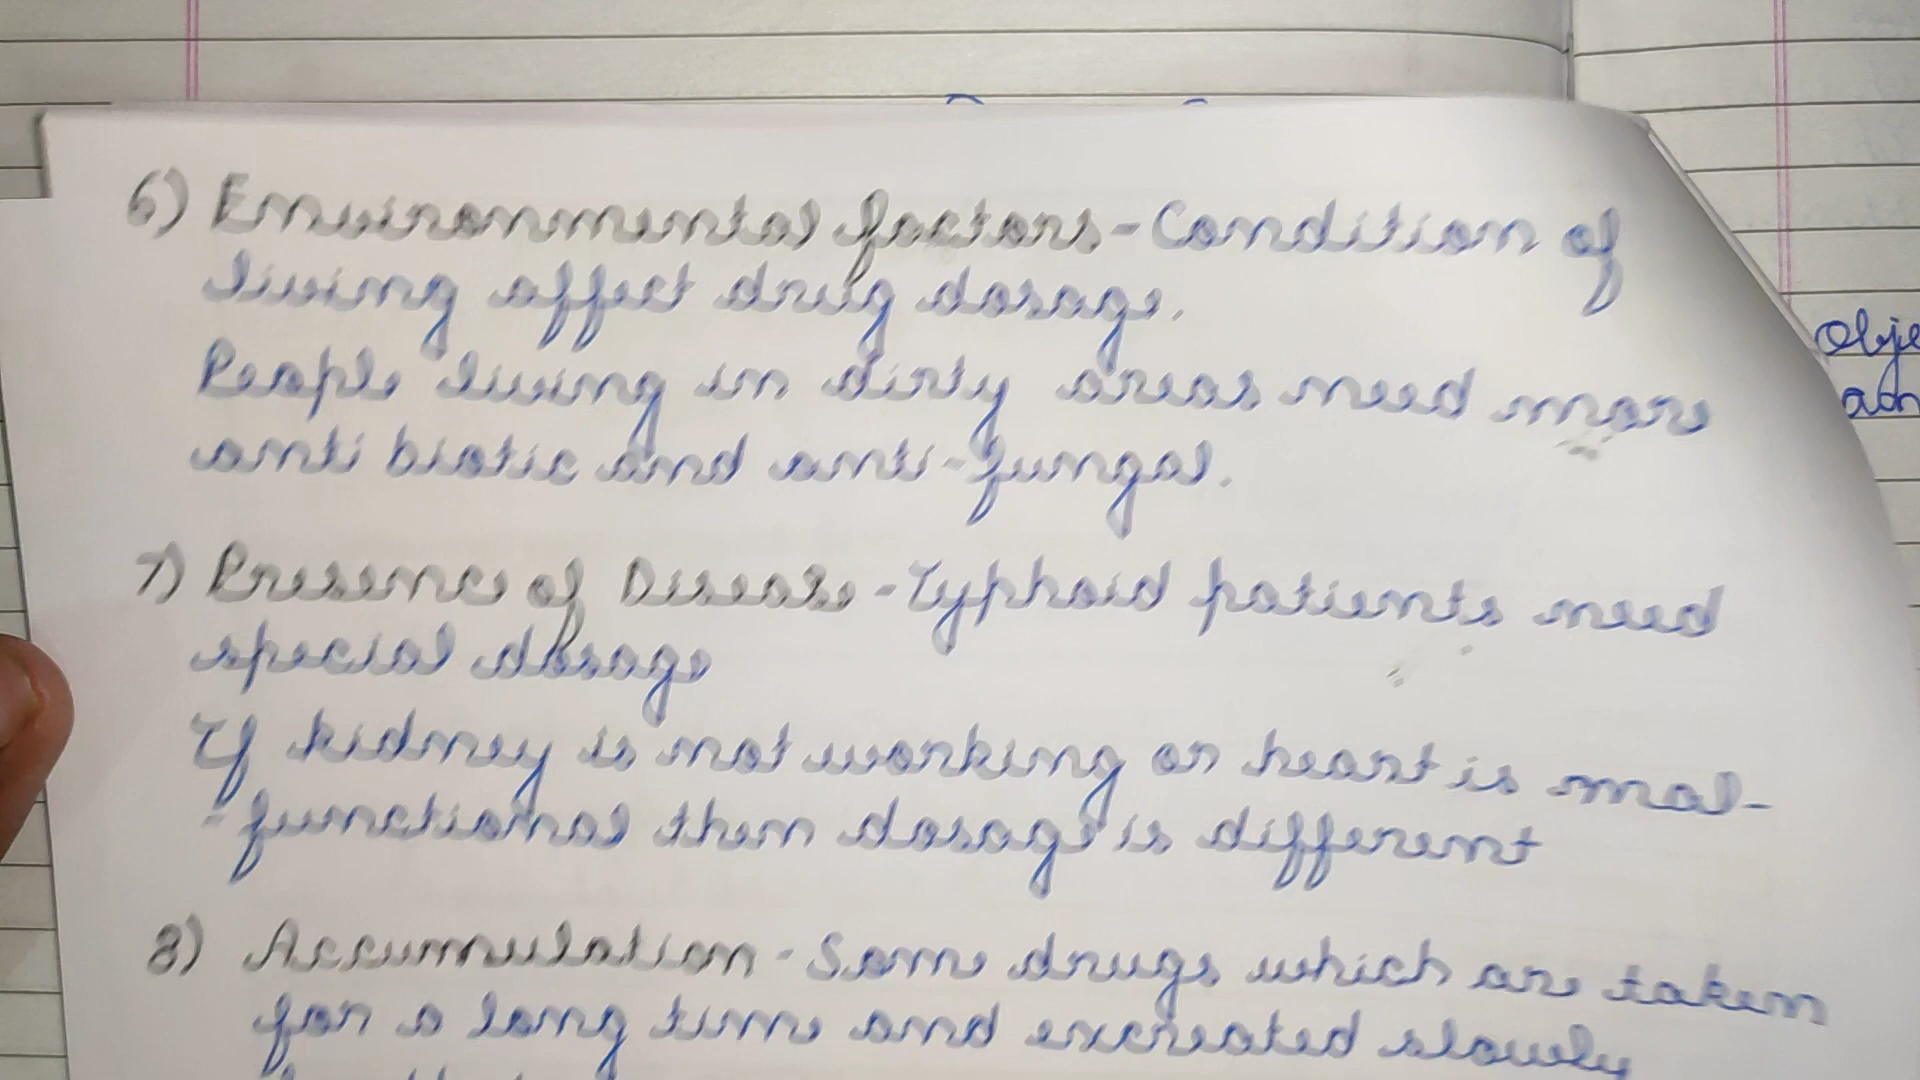 6) Environmental factors - Condition of
living affect drug dosage.
People living in dirty areas need more
anti biotic and anti-fungal.
7) Presence of Disease - Typhoid patients need
special dosage
If kidney is not working or heart is mal-
-functional then dosage is different
8) Accumulation - Some drugs which are taken
for a long time and excreated slowly
Obje